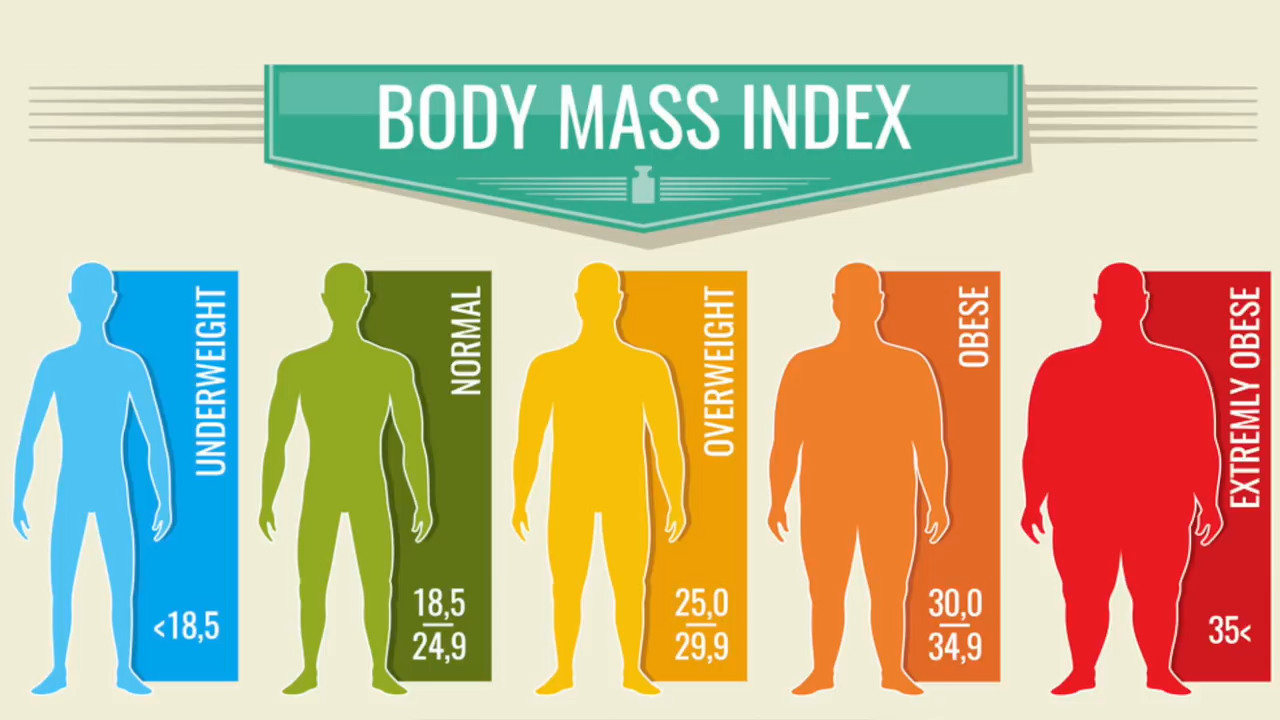 BODY MASS INDEX
UNDERWEIGHT
<18,5
NORMAL
18,5
24,9
OVERWEIGHT
25,0
29,9
OBESE
30,0
34,9
EXTREMLY OBESE
35<